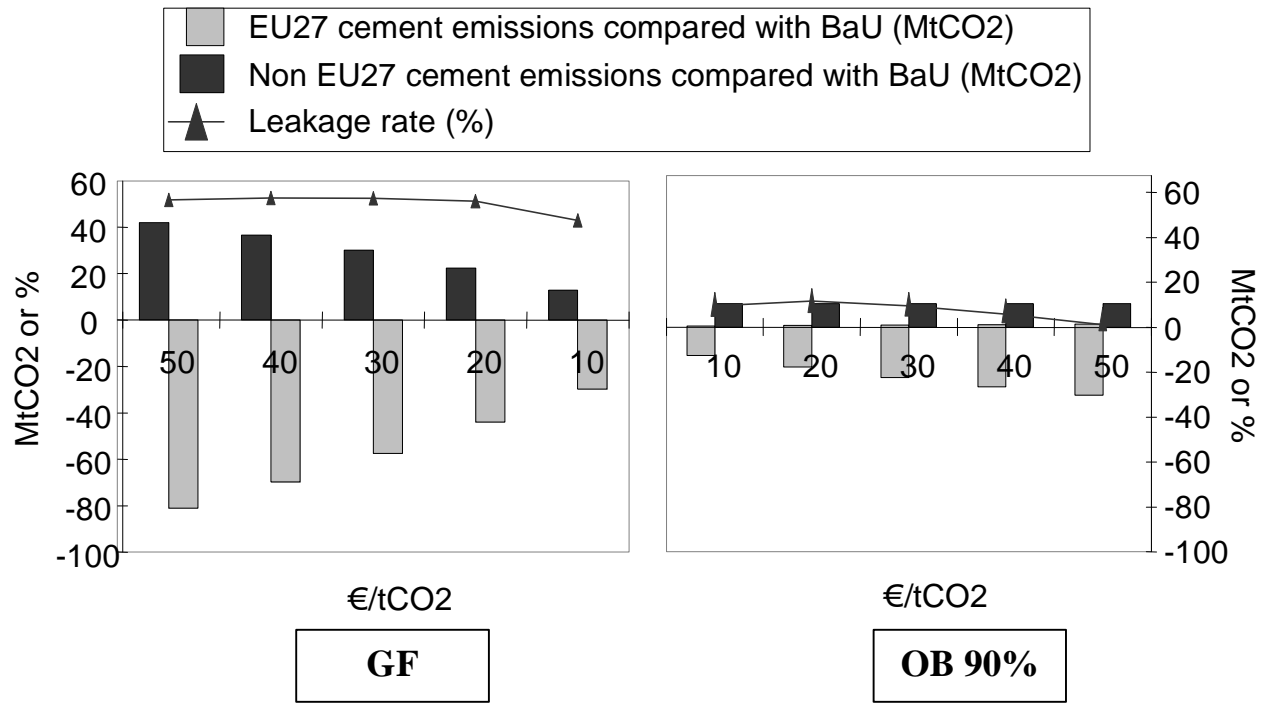 EU27 cement emissions compared with BaU (MtCO2)
Non EU27 cement emissions compared with BaU (MtCO2)
Leakage rate (%)
MtCO2 or %
60
40
20
0
-20
-40
-60
-80
-100
50 40 30 20 10
€/tCO2
GF
10 20 30 40 50
60
40
20
0
-20
-40
-60
-80
-100
MtCO2 or %
€/tCO2
OB 90%